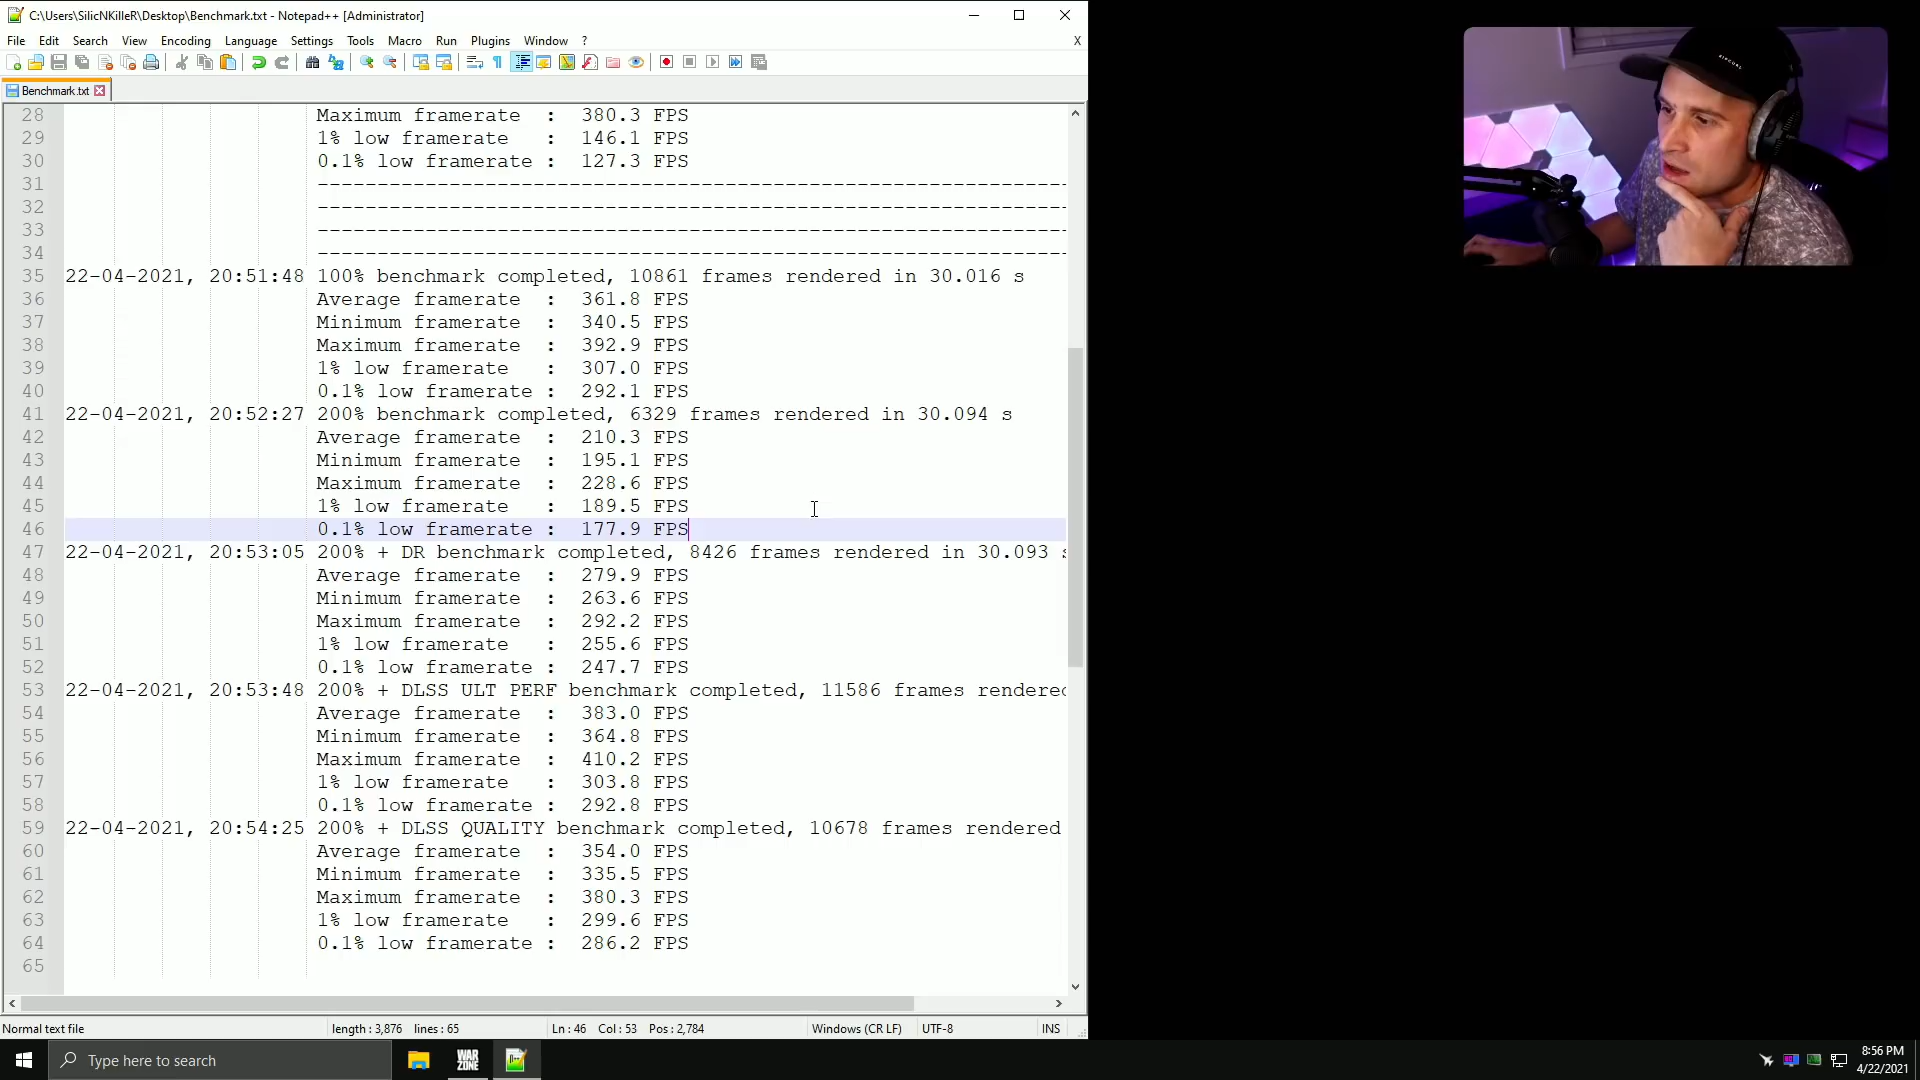 C:\Users\SilicNKilleR\Desktop\Benchmark.txt - Notepad++ [Administrator]
File Edit Search View Encoding Language Settings Tools Macro Run Plugins Window ? X
Benchmark.txt
28 Maximum framerate : 380.3 FPS
29 1% low framerate : 146.1 FPS
30 0.1% low framerate : 127.3 FPS
31 ---------------------------------------------------------------
32 ---------------------------------------------------------------
33 ---------------------------------------------------------------
34 ---------------------------------------------------------------
35 22-04-2021, 20:51:48 100% benchmark completed, 10861 frames rendered in 30.016 s
36 Average framerate : 361.8 FPS
37 Minimum framerate : 340.5 FPS
38 Maximum framerate : 392.9 FPS
39 1% low framerate : 307.0 FPS
40 0.1% low framerate : 292.1 FPS
41 22-04-2021, 20:52:27 200% benchmark completed, 6329 frames rendered in 30.094 s
42 Average framerate : 210.3 FPS
43 Minimum framerate : 195.1 FPS
44 Maximum framerate : 228.6 FPS
45 1% low framerate : 189.5 FPS
46 0.1% low framerate : 177.9 FPS
47 22-04-2021, 20:53:05 200% + DR benchmark completed, 8426 frames rendered in 30.093 s
48 Average framerate : 279.9 FPS
49 Minimum framerate : 263.6 FPS
50 Maximum framerate : 292.2 FPS
51 1% low framerate : 255.6 FPS
52 0.1% low framerate : 247.7 FPS
53 22-04-2021, 20:53:48 200% + DLSS ULT PERF benchmark completed, 11586 frames rendered
54 Average framerate : 383.0 FPS
55 Minimum framerate : 364.8 FPS
56 Maximum framerate : 410.2 FPS
57 1% low framerate : 303.8 FPS
58 0.1% low framerate : 292.8 FPS
59 22-04-2021, 20:54:25 200% + DLSS QUALITY benchmark completed, 10678 frames rendered
60 Average framerate : 354.0 FPS
61 Minimum framerate : 335.5 FPS
62 Maximum framerate : 380.3 FPS
63 1% low framerate : 299.6 FPS
64 0.1% low framerate : 286.2 FPS
65
Normal text file length : 3,876 lines : 65 Ln : 46 Col : 53 Pos : 2,784 Windows (CR LF) UTF-8 INS
Type here to search
WAR
ZONE
8:56 PM
4/22/2021
RIP CURL